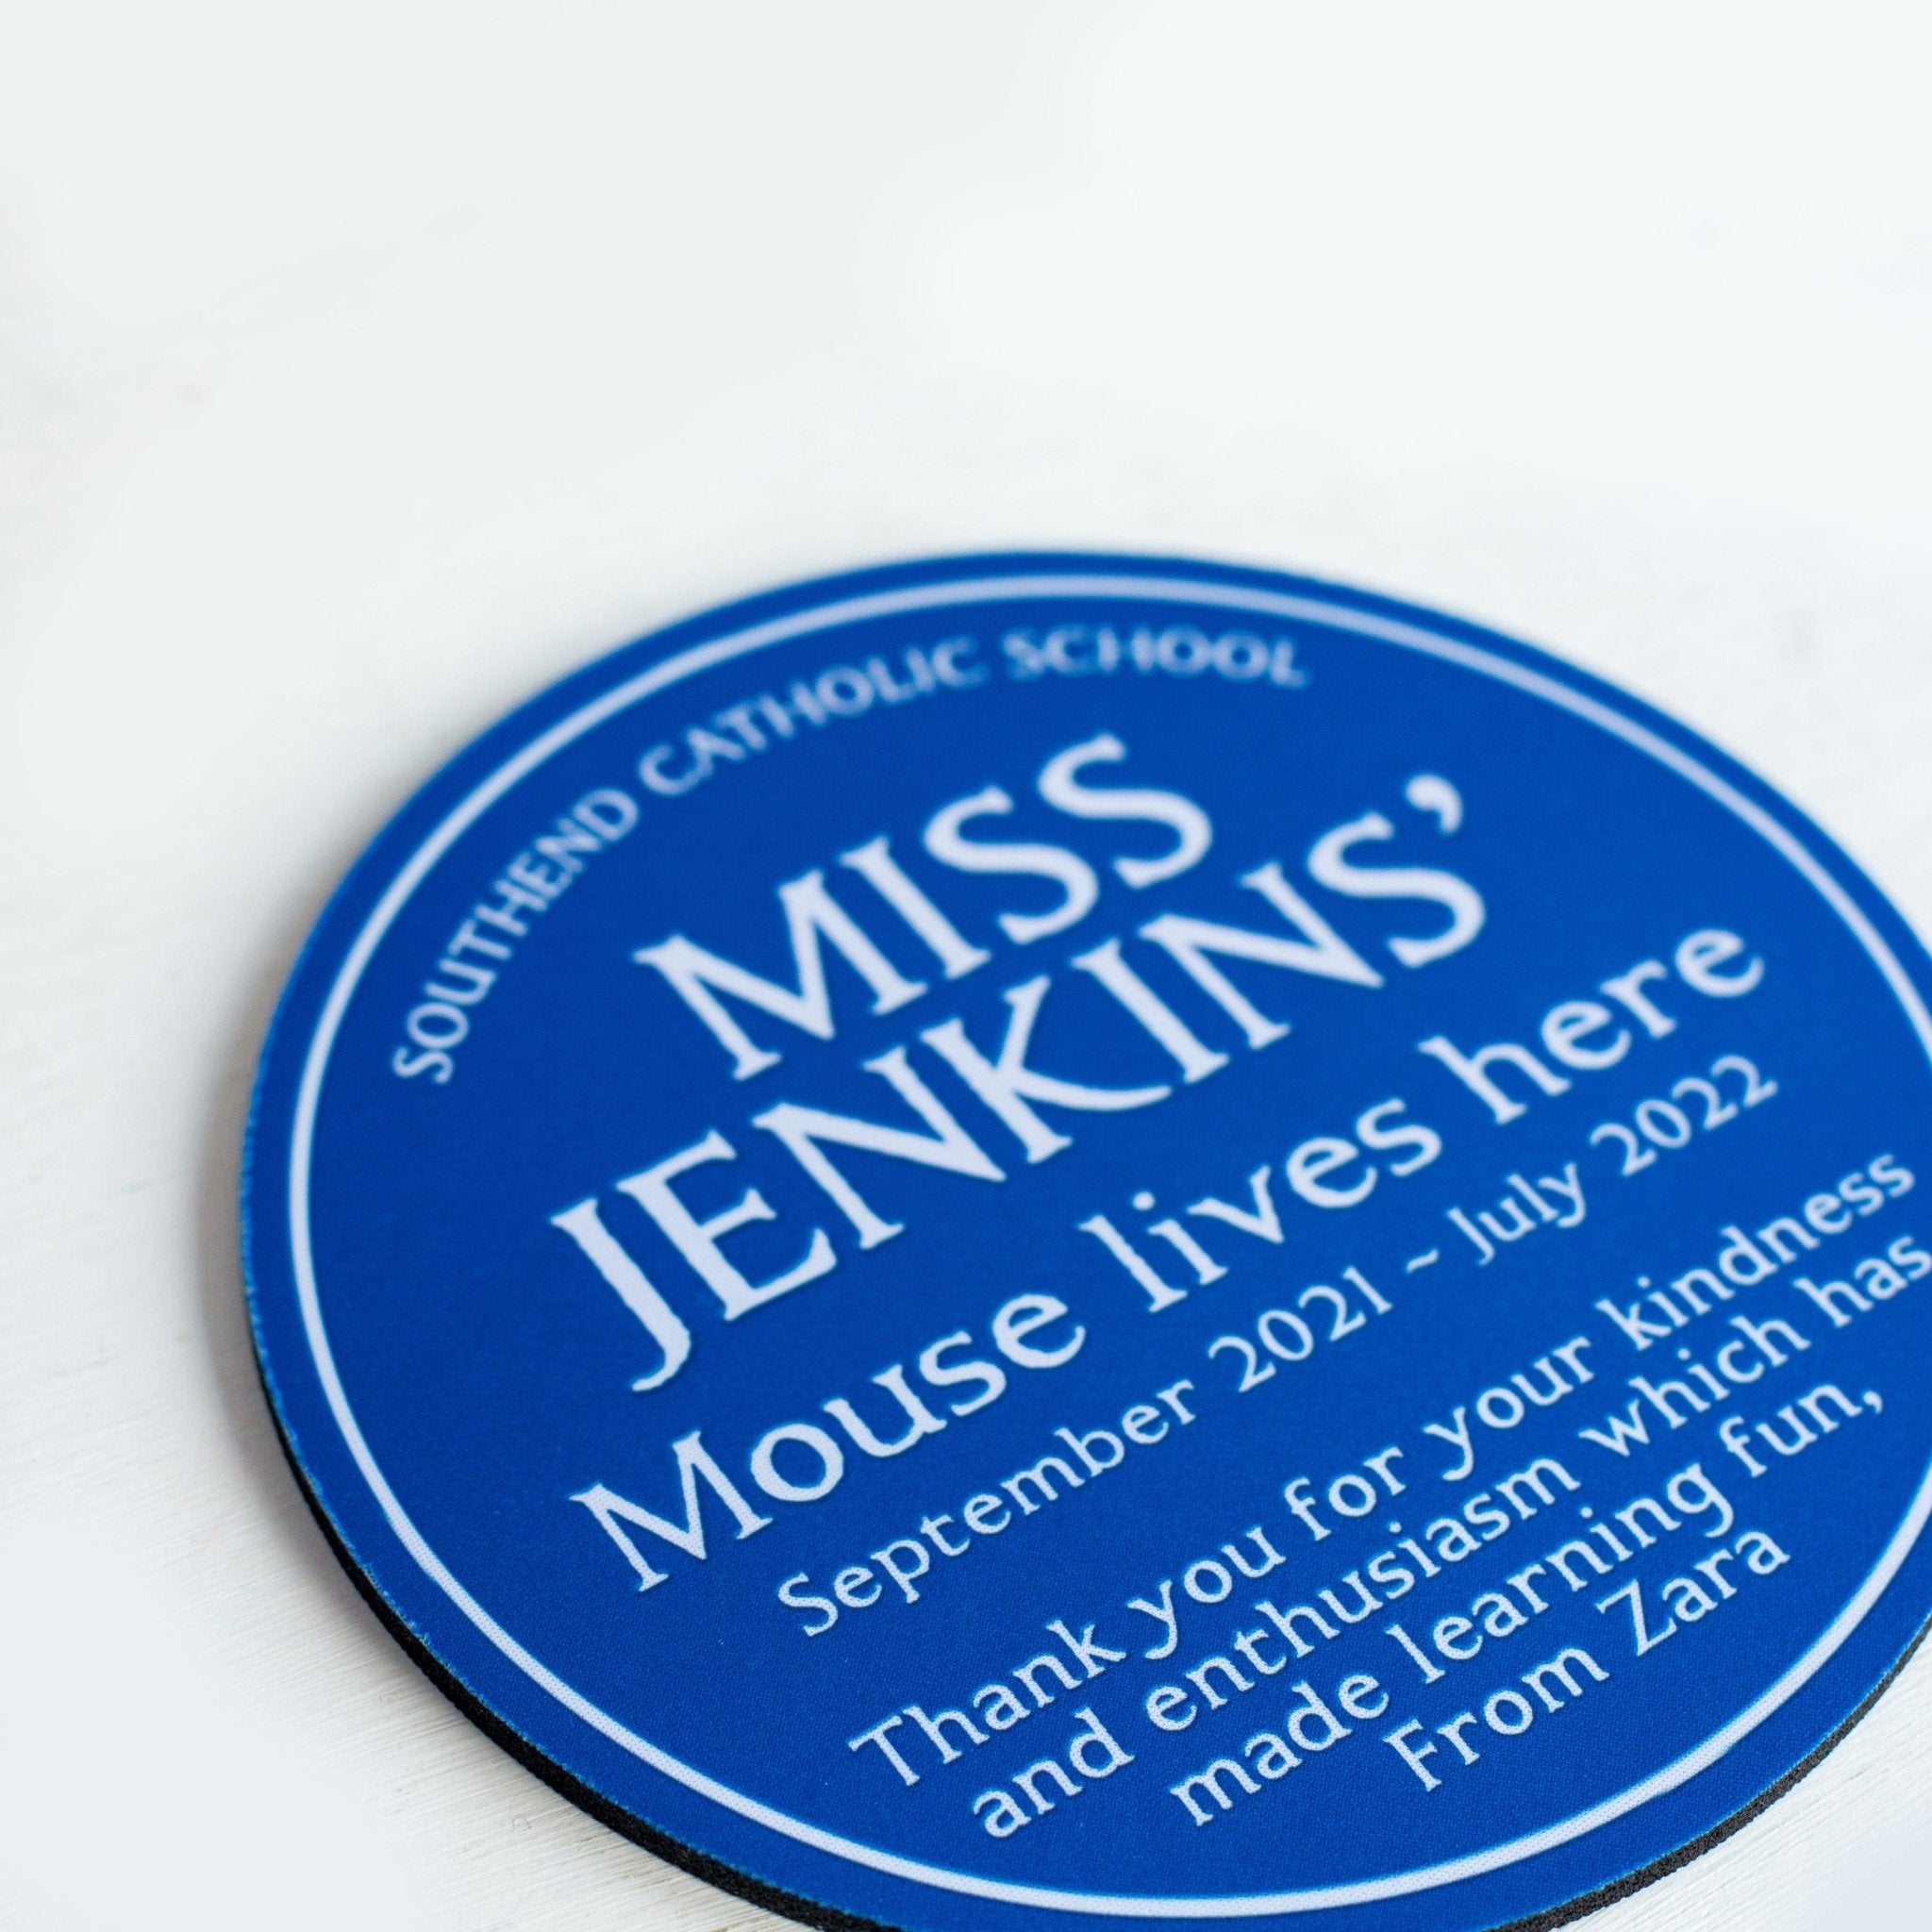 SOUTHEND CATHOLIC SCHOOL
MISS
JENKINS’
Mouse lives here
September 2021 ~ July 2022
Thank you for your kindness
and enthusiasm which has
made learning fun,
From Zara